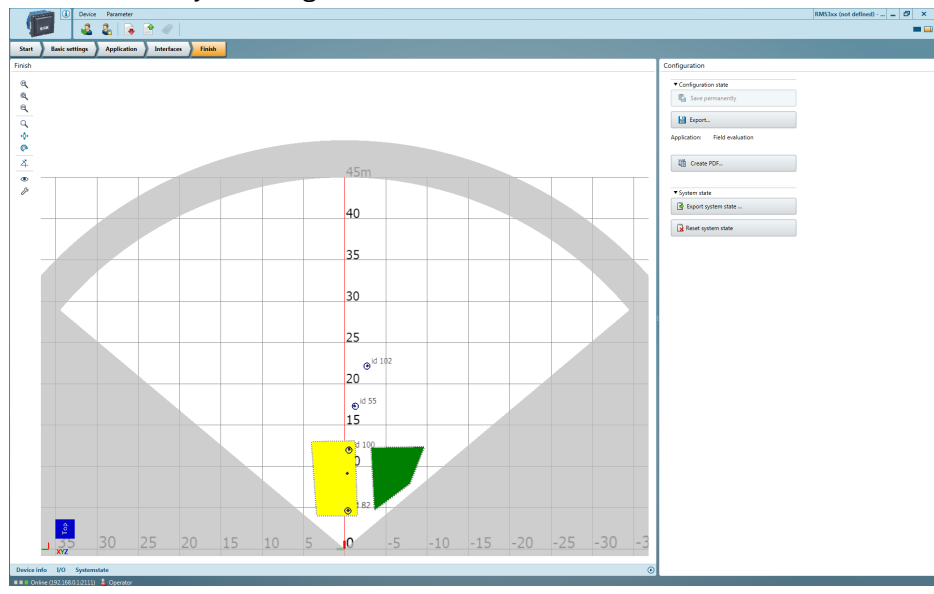 Device Parameter
RMS3xx (not defined) - ...
Start Basic settings Application Interfaces Finish
Finish
Configuration
Configuration state
Save permanently
Export...
Application: Field evaluation
Create PDF...
System state
Export system state ...
Reset system state
45m
40
35
30
25
id 102
20
id 55
15
d 100
0
d 82
Top
35 30 25 20 15 10 5 0 -5 -10 -15 -20 -25 -30 -3
XYZ
Device info I/O Systemstate
Online (192.168.0.1:2111) Operator